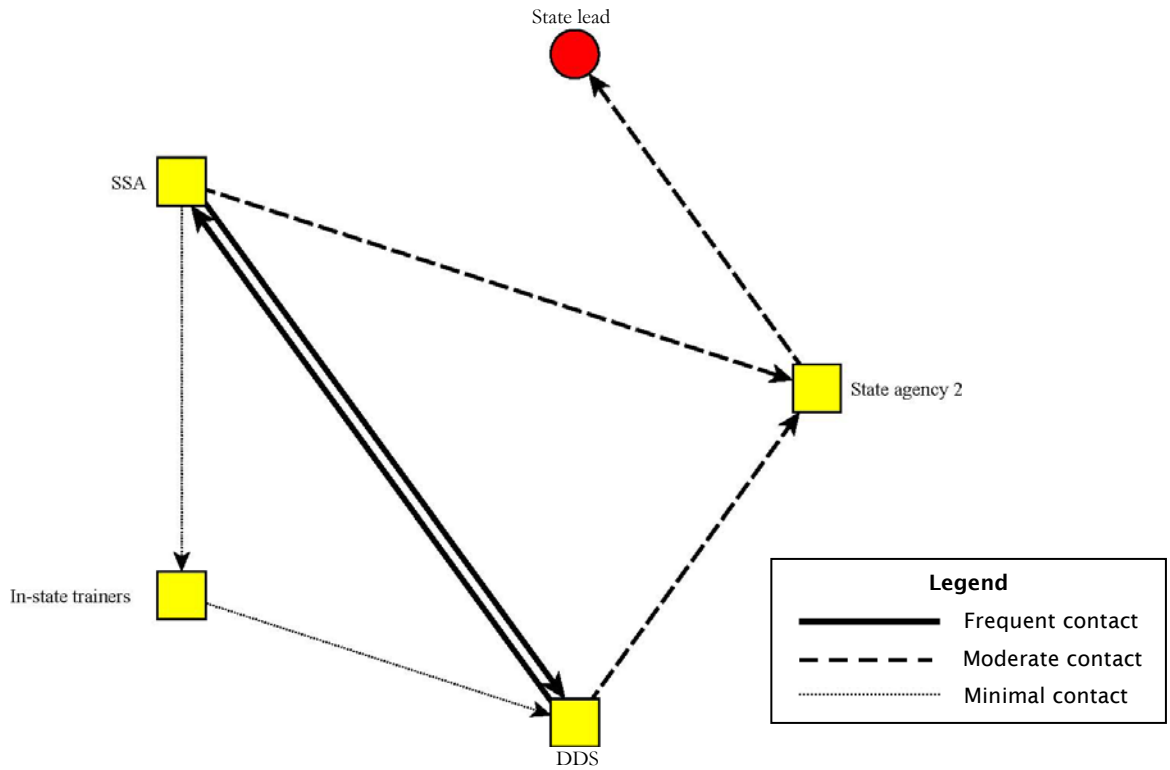 State lead
SSA
State agency 2
In-state trainers
DDS
Legend
Frequent contact
Moderate contact
Minimal contact